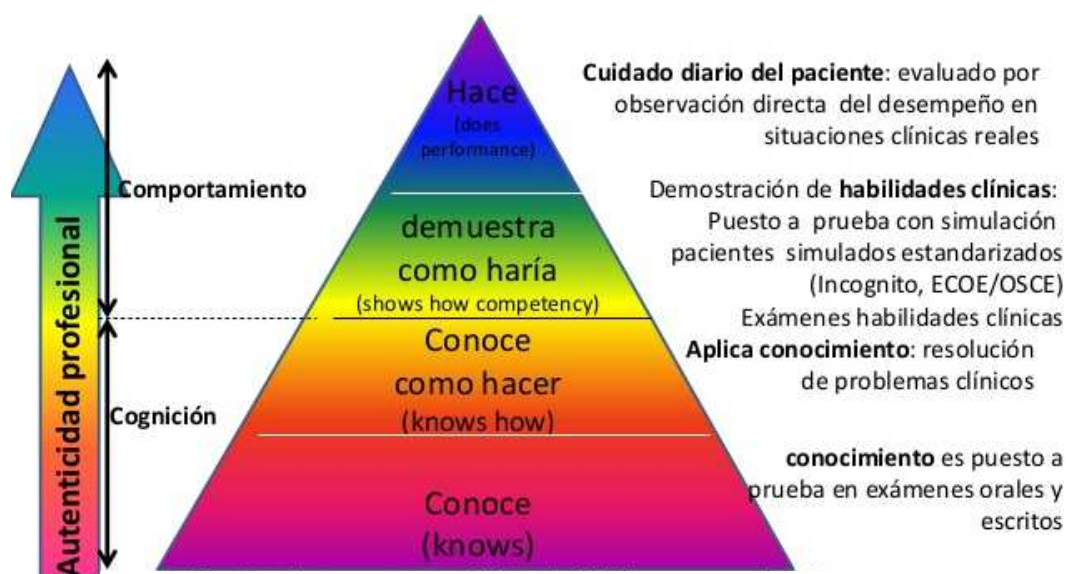 Autenticidad profesional
Comportamiento
Cognición
Hace
(does
performance)
demuestra
como haría
(shows how competency)
Conoce
como hacer
(knows how)
Conoce
(knows)
Cuidado diario del paciente: evaluado por
observación directa del desempeño en
situaciones clínicas reales
Demostración de habilidades clínicas:
Puesto a prueba con simulación
pacientes simulados estandarizados
(Incognito, ECOE/OSCE)
Exámenes habilidades clínicas
Aplica conocimiento: resolución
de problemas clínicos
conocimiento es puesto a
prueba en exámenes orales y
escritos